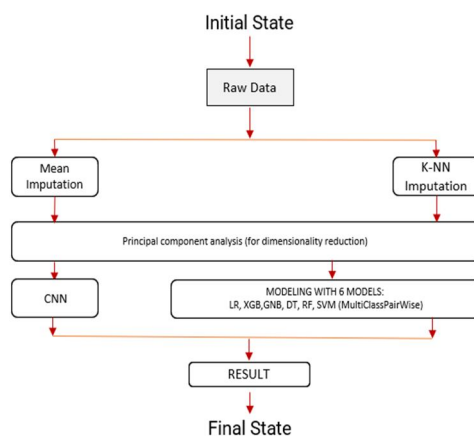 Initial State
Raw Data
Mean
Imputation
K-NN
Imputation
Principal component analysis (for dimensionality reduction)
CNN
MODELING WITH 6 MODELS:
LR, XGB,GNB, DT, RF, SVM (MultiClassPairWise)
RESULT
Final State